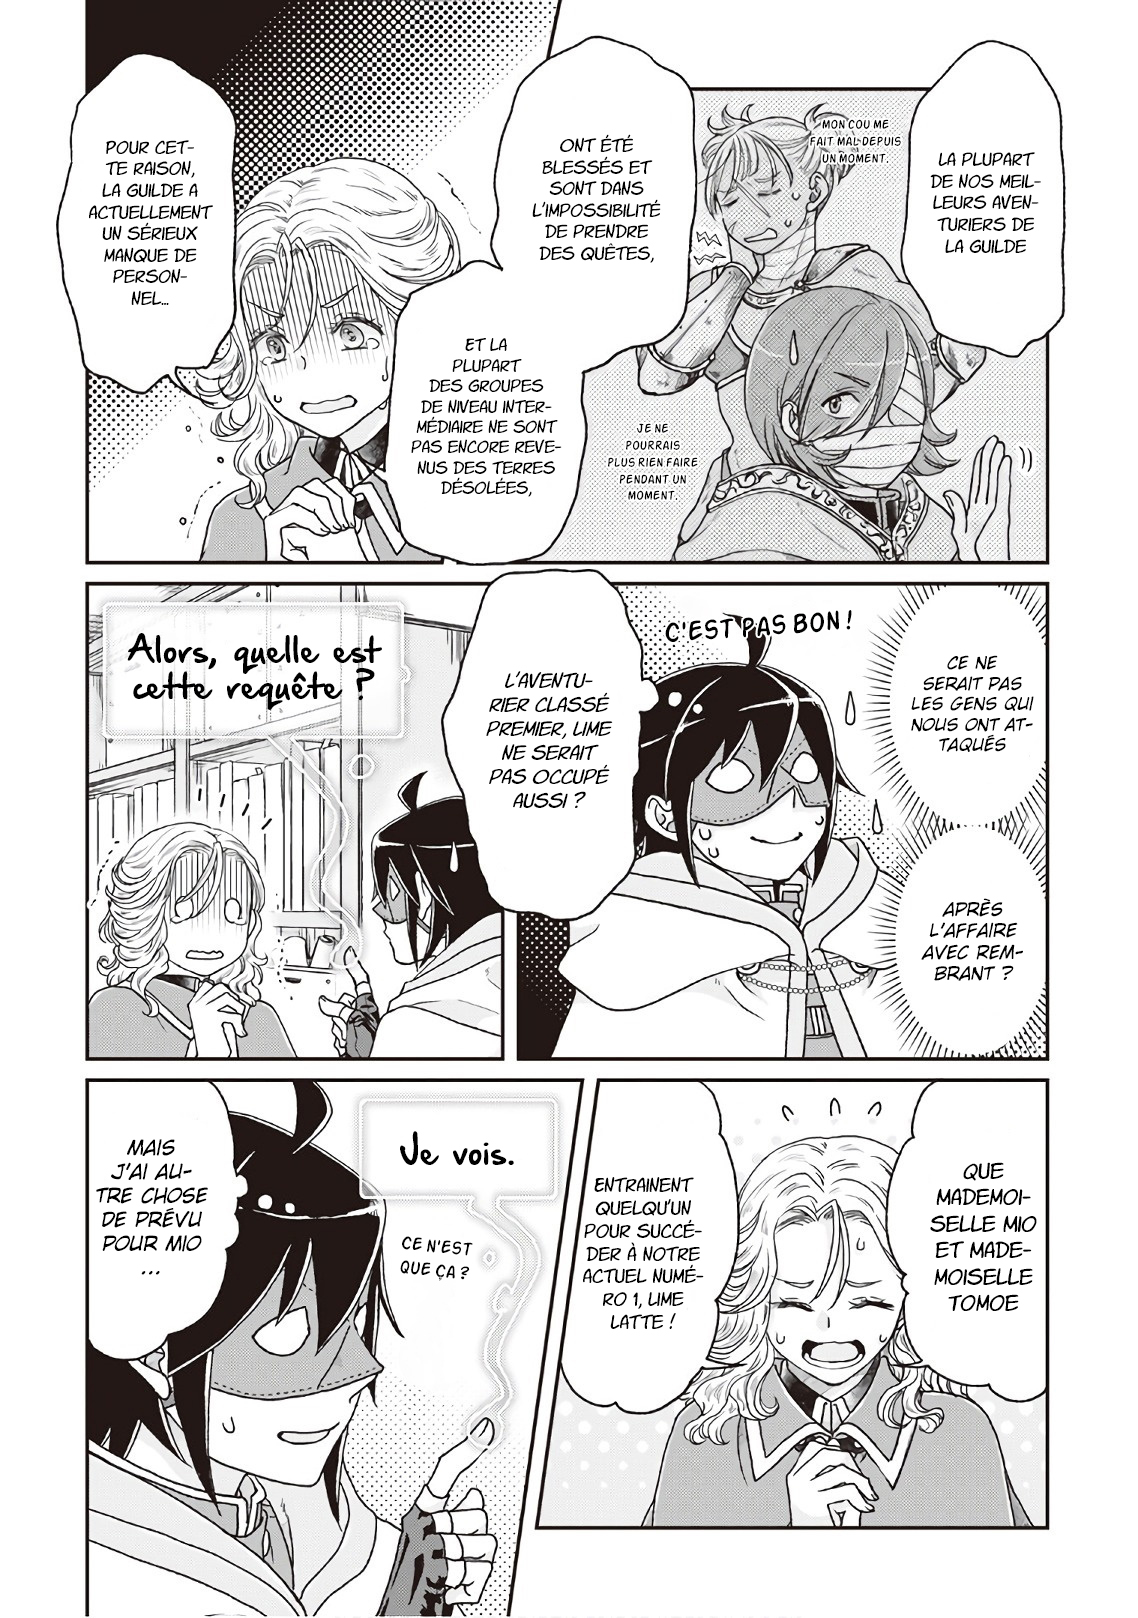 LA PLUPART
DE NOS MEIL-
LEURS AVEN-
TURIERS DE
LA GUILDE
MON COU ME
FAIT MAL DEPUIS
UN MOMENT.
JE NE
POURRAIS
PLUS RIEN FAIRE
PENDANT UN
MOMENT.
ONT ÉTÉ
BLESSÉS ET
SONT DANS
L'IMPOSSIBILITÉ
DE PRENDRE
DES QUÊTES,
ET LA
PLUPART
DES GROUPES
DE NIVEAU INTER-
MÉDIAIRE NE SONT
PAS ENCORE REVE-
NUS DES TERRES
DÉSOLÉES,
POUR CET-
TE RAISON,
LA GUILDE A
ACTUELLEMENT
UN SÉRIEUX
MANQUE DE
PERSON-
NEL...
CE NE
SERAIT PAS
LES GENS QUI
NOUS ONT AT-
TAQUÉS
APRÈS
L'AFFAIRE
AVEC REM-
BRANT ?
C'EST PAS BON !
L'AVENTU-
RIER CLASSÉ
PREMIER, LIME
NE SERAIT
PAS OCCUPÉ
AUSSI ?
Alors, quelle est
cette requête ?
QUE
MADEMOI-
SELLE MIO
ET MADE-
MOISELLE
TOMOE
ENTRAINENT
QUELQU'UN
POUR SUCCÉ-
DER À NOTRE
ACTUEL NUMÉ-
RO 1, LIME
LATTE !
Je vois.
CE N'EST
QUE ÇA ?
MAIS
J'AI AU-
TRE CHOSE
DE PRÉVU
POUR MIO
...